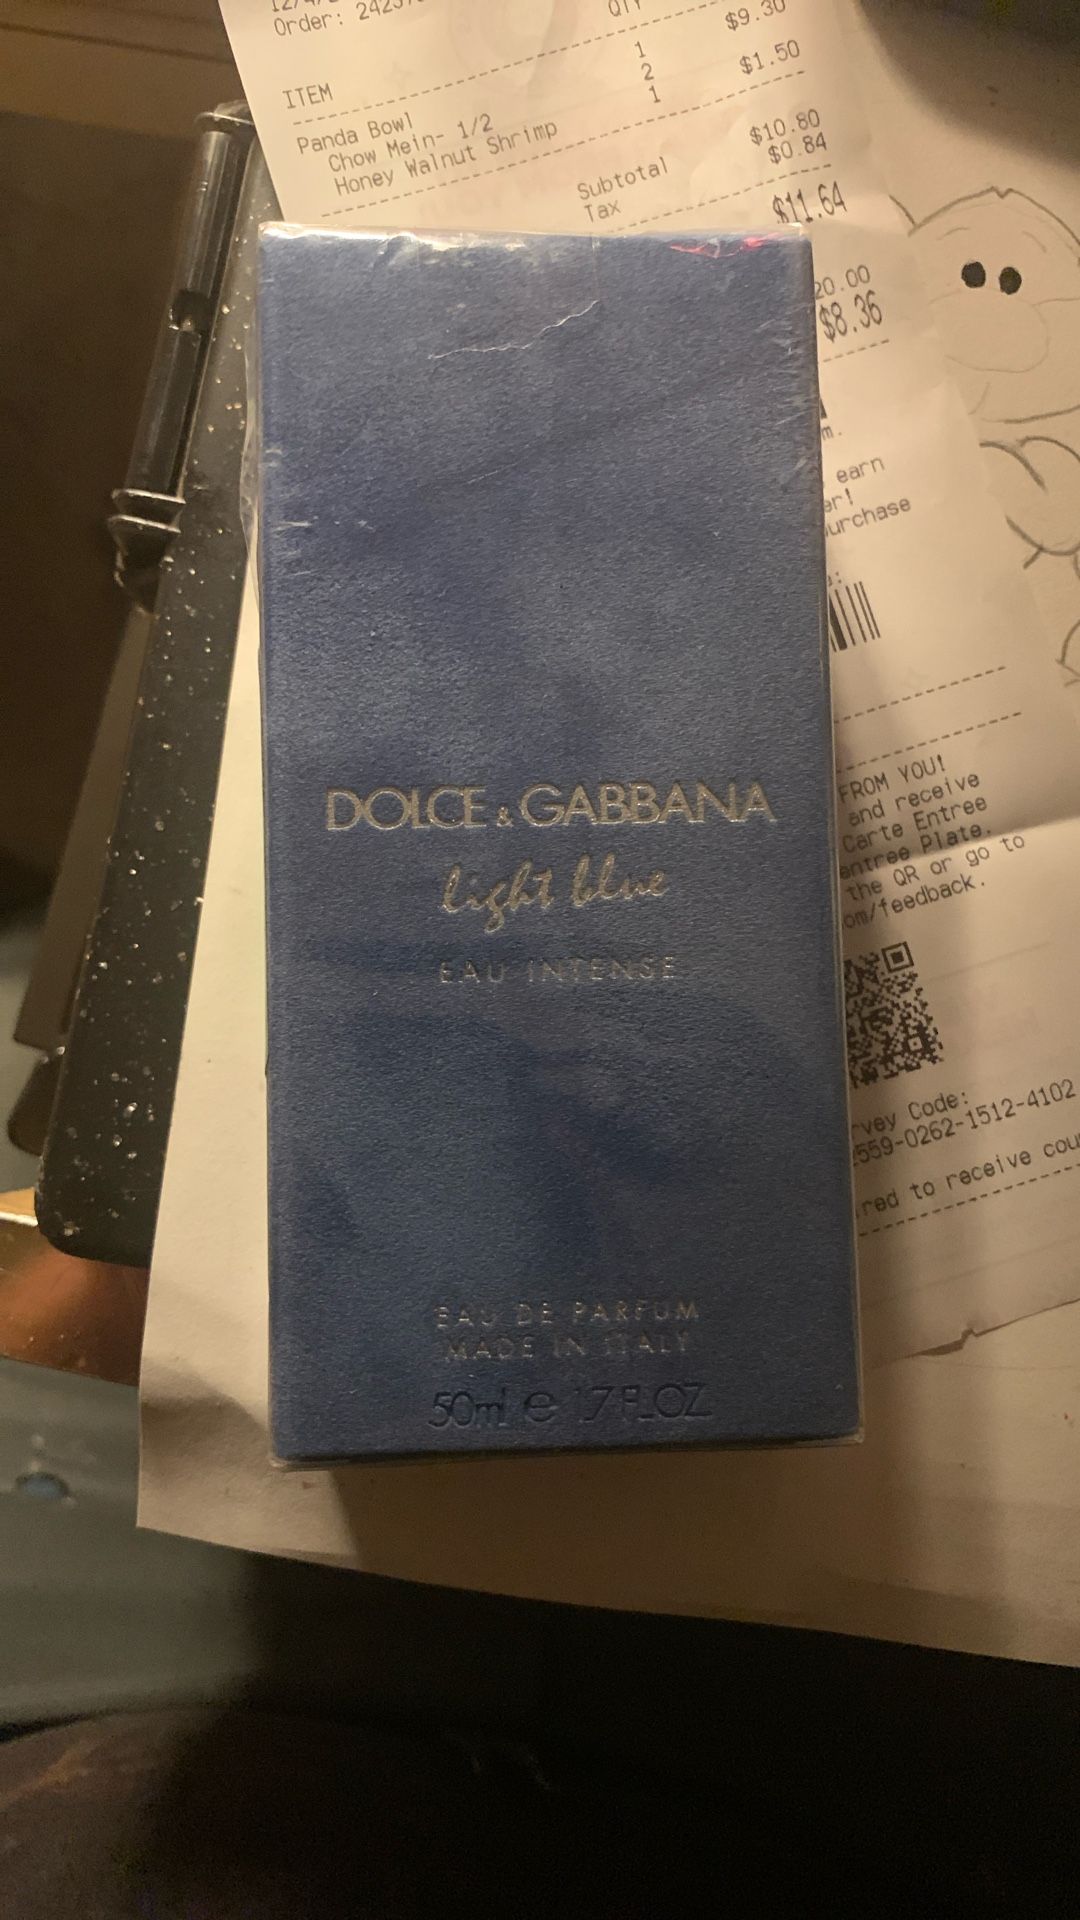 Order:
QTY
ITEM
Panda Bowl 1 $9.30
Chow Mein- 1/2 2
Honey Walnut Shrimp 1 $1.50
Subtotal $10.80
Tax $0.84
$11.64
20.00
$8.36
m.
earn
er!
urchase
FROM YOU!
and receive
Carte Entree
entree Plate.
the QR or go to
om/feedback.
vey Code:
559-0262-1512-4102
red to receive cou
DOLCE & GABBANA
light blue
EAU INTENSE
EAU DE PARFUM
MADE IN ITALY
50ml e 1.7 FL.OZ